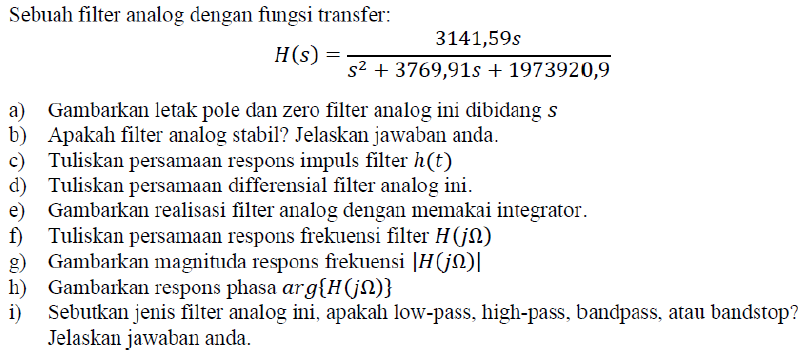 Sebuah filter analog dengan fungsi transfer:
H(s) = 3141,59s / s² + 3769,91s + 1973920,9
a) Gambarkan letak pole dan zero filter analog ini dibidang s
b) Apakah filter analog stabil? Jelaskan jawaban anda.
c) Tuliskan persamaan respons impuls filter h(t)
d) Tuliskan persamaan differensial filter analog ini.
e) Gambarkan realisasi filter analog dengan memakai integrator.
f) Tuliskan persamaan respons frekuensi filter H(jΩ)
g) Gambarkan magnituda respons frekuensi |H(jΩ)|
h) Gambarkan respons phasa arg{H(jΩ)}
i) Sebutkan jenis filter analog ini, apakah low-pass, high-pass, bandpass, atau bandstop?
Jelaskan jawaban anda.